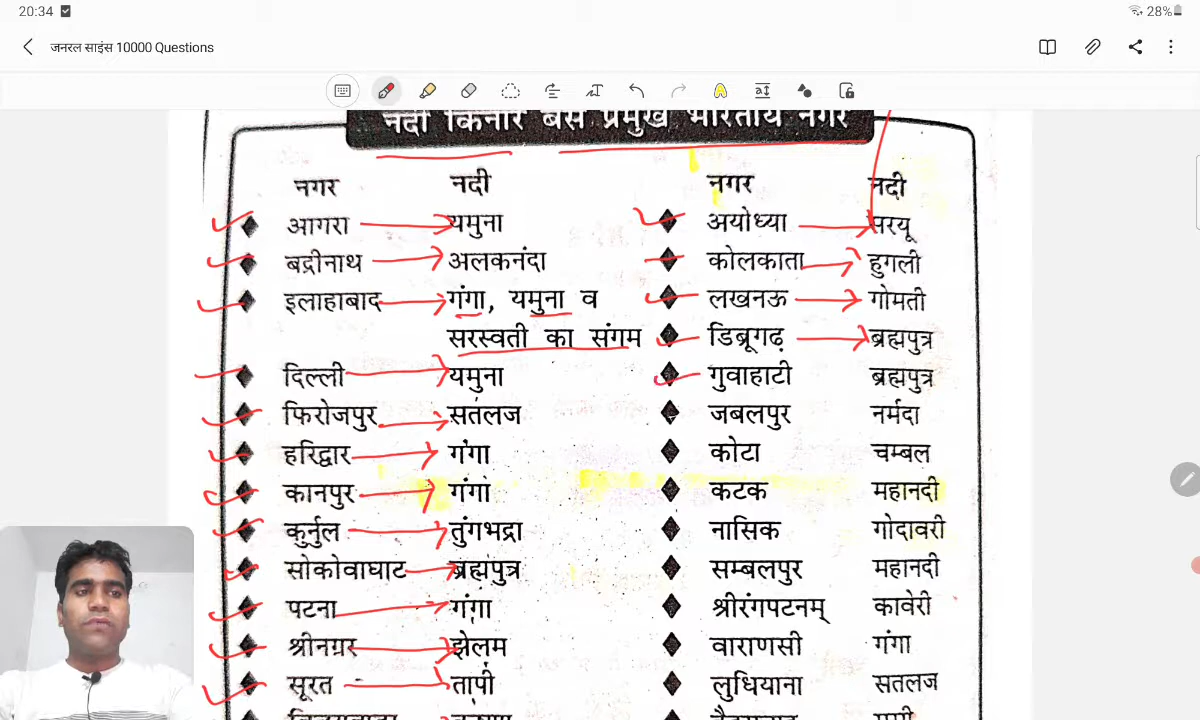 20:34 28%
जनरल साइंस 10000 Questions
नदी किनारे बसे प्रमुख भारतीय नगर
नगर नदी नगर नदी
आगरा यमुना अयोध्या सरयू
बद्रीनाथ अलकनंदा कोलकाता हुगली
इलाहाबाद गंगा, यमुना व लखनऊ गोमती
सरस्वती का संगम डिब्रूगढ़ ब्रह्मपुत्र
दिल्ली यमुना गुवाहाटी ब्रह्मपुत्र
फिरोजपुर सतलज जबलपुर नर्मदा
हरिद्वार गंगा कोटा चम्बल
कानपुर गंगा कटक महानदी
कुर्नुल तुंगभद्रा नासिक गोदावरी
सोकोवाघाट ब्रह्मपुत्र सम्बलपुर महानदी
पटना गंगा श्रीरंगपटनम् कावेरी
श्रीनगर झेलम वाराणसी गंगा
सूरत तापी लुधियाना सतलज